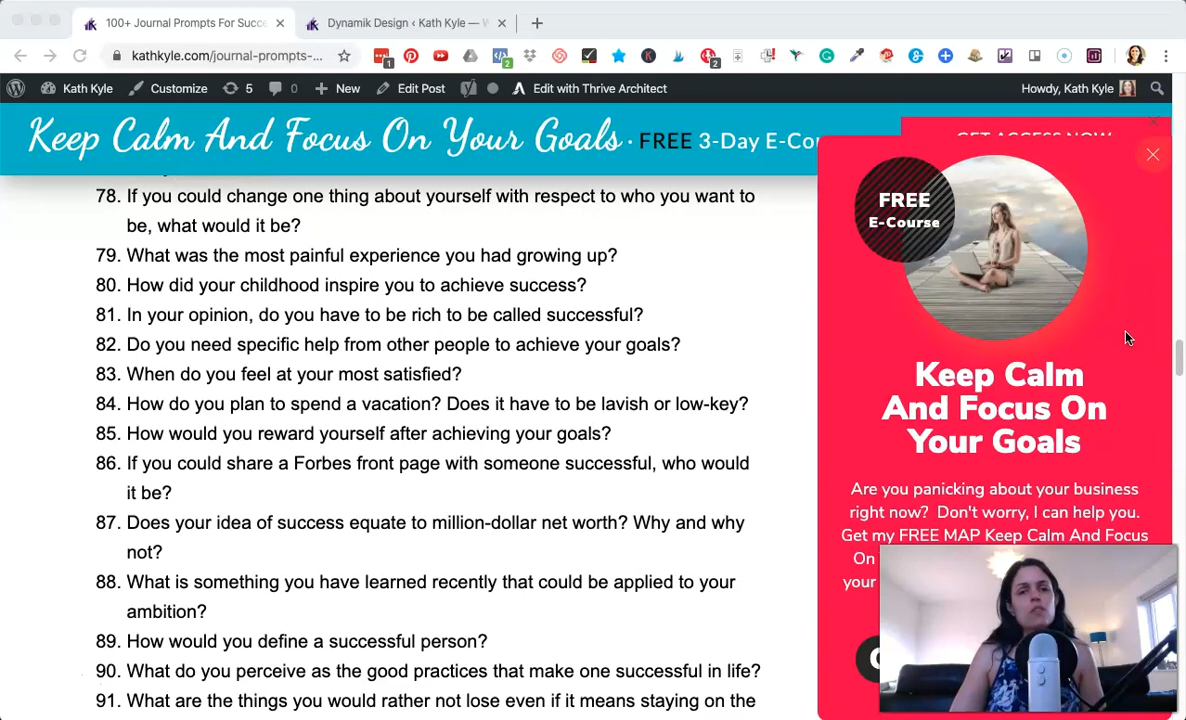 100+ Journal Prompts For Succe
Dynamik Design ‹ Kath Kyle — W
kathkyle.com/journal-prompts-...
1
2
2
Kath Kyle
Customize
5
0
New
Edit Post
Edit with Thrive Architect
Howdy, Kath Kyle
Keep Calm And Focus On Your Goals · FREE 3-Day E-Cou
GET ACCESS NOW
78. If you could change one thing about yourself with respect to who you want to
be, what would it be?
79. What was the most painful experience you had growing up?
80. How did your childhood inspire you to achieve success?
81. In your opinion, do you have to be rich to be called successful?
82. Do you need specific help from other people to achieve your goals?
83. When do you feel at your most satisfied?
84. How do you plan to spend a vacation? Does it have to be lavish or low-key?
85. How would you reward yourself after achieving your goals?
86. If you could share a Forbes front page with someone successful, who would
it be?
87. Does your idea of success equate to million-dollar net worth? Why and why
not?
88. What is something you have learned recently that could be applied to your
ambition?
89. How would you define a successful person?
90. What do you perceive as the good practices that make one successful in life?
91. What are the things you would rather not lose even if it means staying on the
FREE
E-Course
Keep Calm
And Focus On
Your Goals
Are you panicking about your business
right now? Don't worry, I can help you.
Get my FREE MAP Keep Calm And Focus
On
your